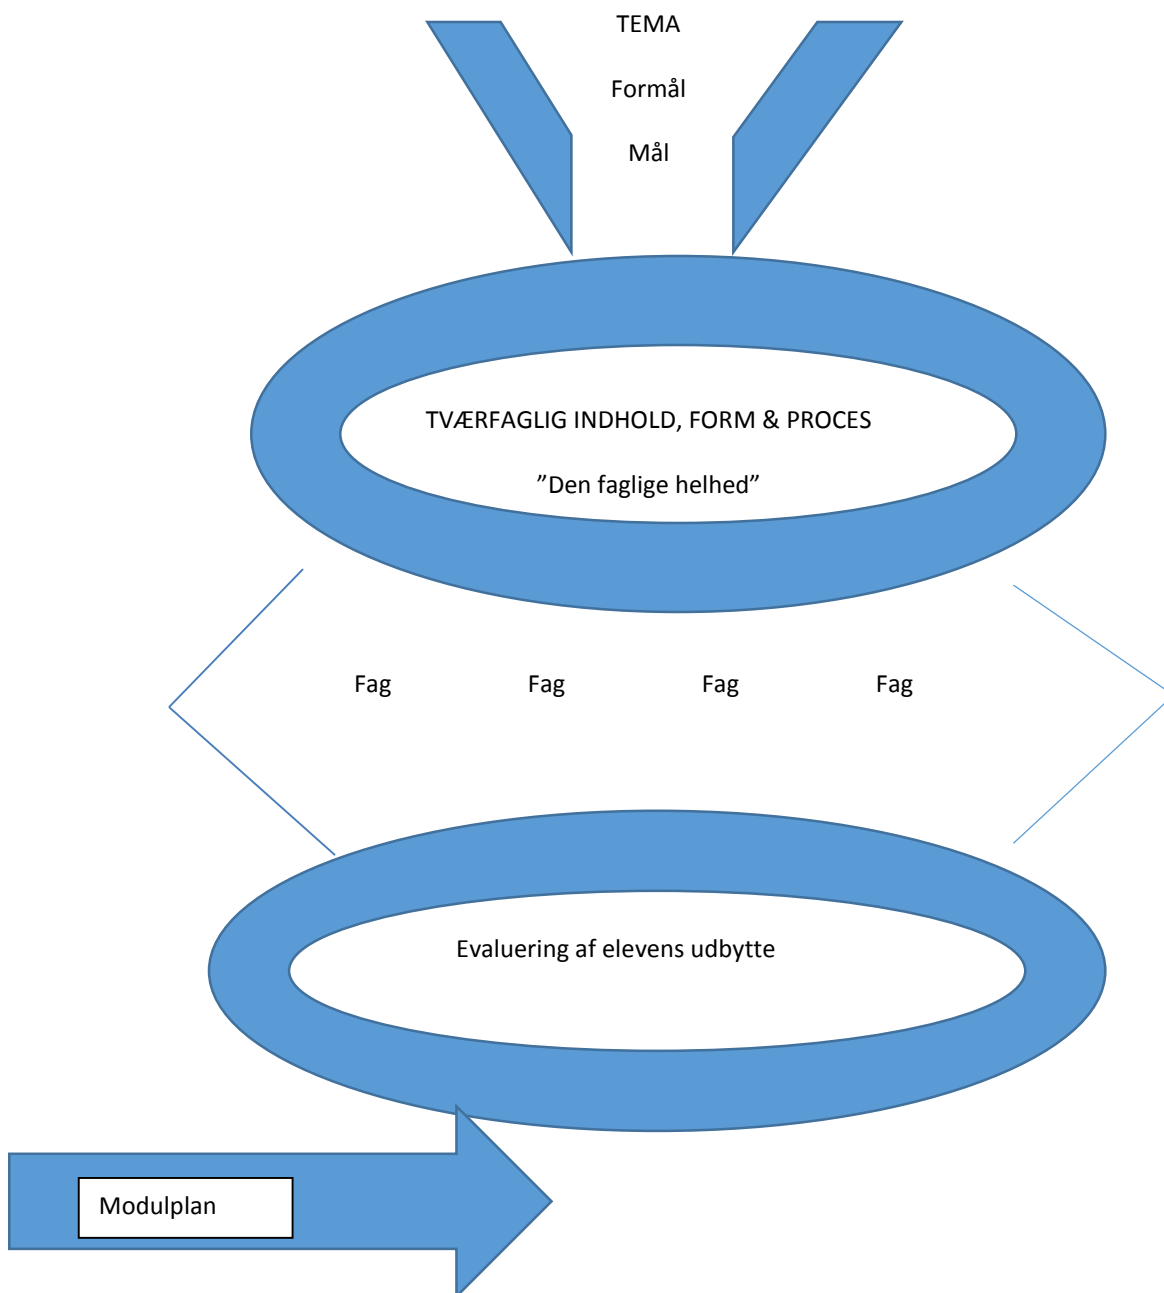 TEMA
Formål
Mål
TVÆRFAGLIG INDHOLD, FORM & PROCES
”Den faglige helhed”
Fag Fag Fag Fag
Evaluering af elevens udbytte
Modulplan